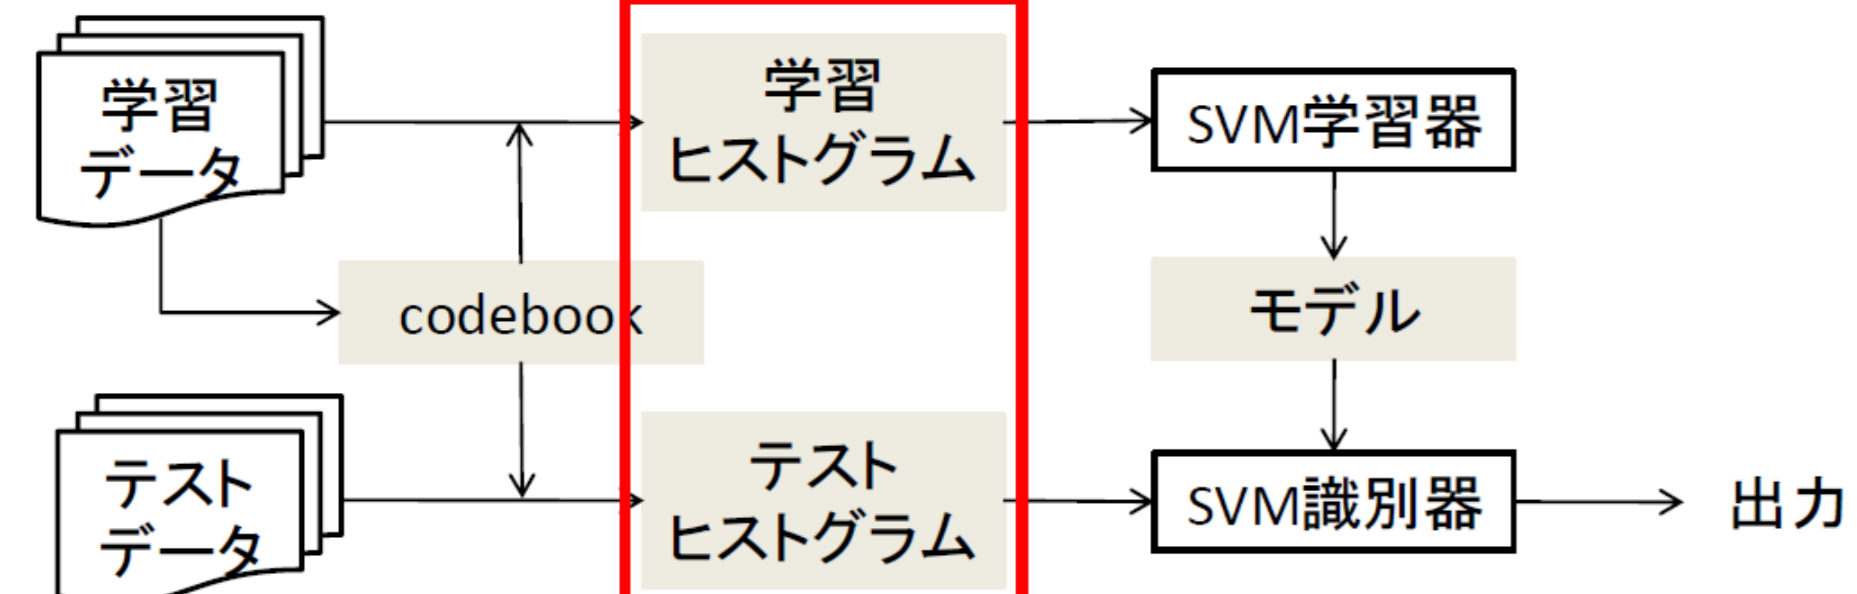 学習
データ
学習
ヒストグラム
SVM学習器
codebook
モデル
テスト
データ
テスト
ヒストグラム
SVM識別器
出力